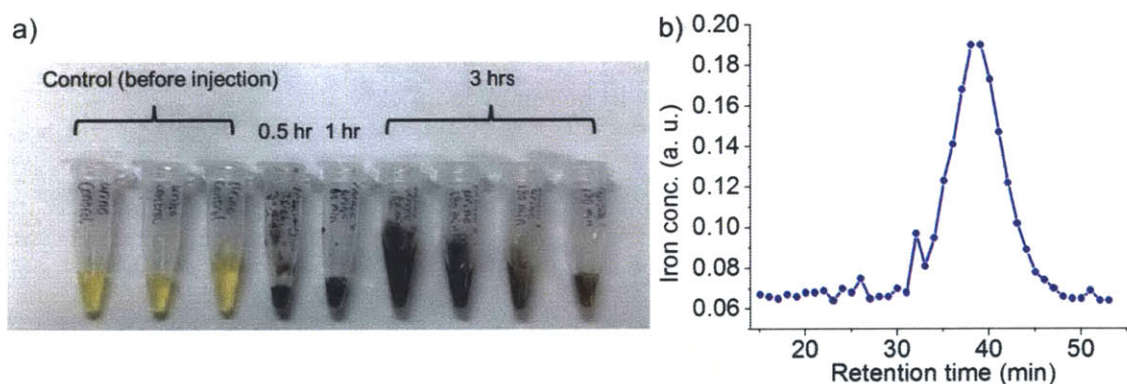 a)
Control (before injection)
3 hrs
0.5 hr
1 hr
b)
Iron conc. (a. u.)
0.20
0.18
0.16
0.14
0.12
0.10
0.08
0.06
20
30
40
50
Retention time (min)